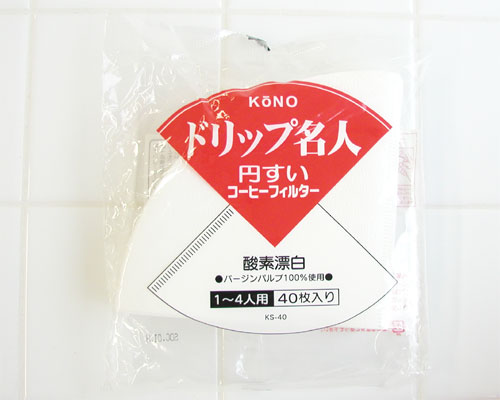 KōNO
ドリップ名人
円すい
コーヒーフィルター
酸素漂白
●バージンパルプ100%使用●
1～4人用 40枚入り
KS-40